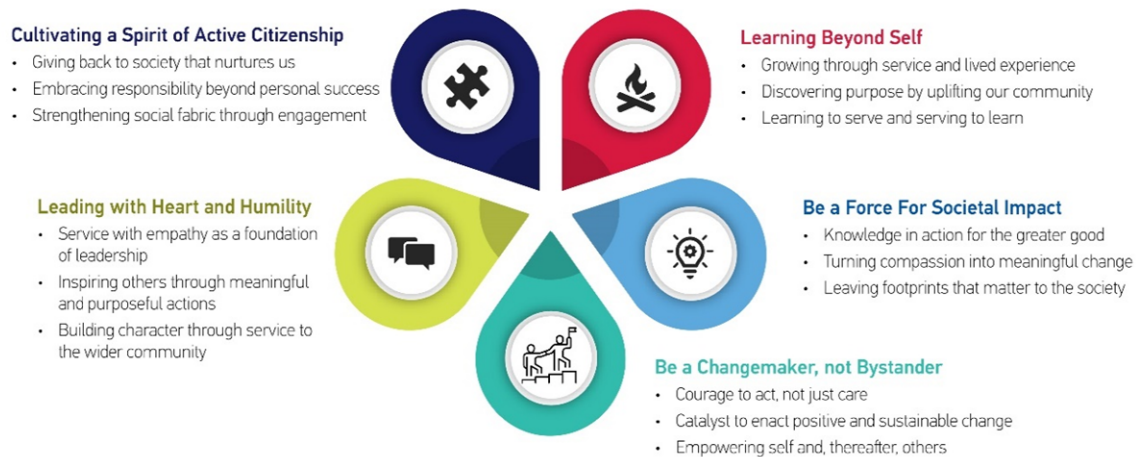 Cultivating a Spirit of Active Citizenship
• Giving back to society that nurtures us
• Embracing responsibility beyond personal success
• Strengthening social fabric through engagement
Learning Beyond Self
• Growing through service and lived experience
• Discovering purpose by uplifting our community
• Learning to serve and serving to learn
Leading with Heart and Humility
• Service with empathy as a foundation
of leadership
• Inspiring others through meaningful
and purposeful actions
• Building character through service to
the wider community
Be a Force For Societal Impact
• Knowledge in action for the greater good
• Turning compassion into meaningful change
• Leaving footprints that matter to the society
Be a Changemaker, not Bystander
• Courage to act, not just care
• Catalyst to enact positive and sustainable change
• Empowering self and, thereafter, others